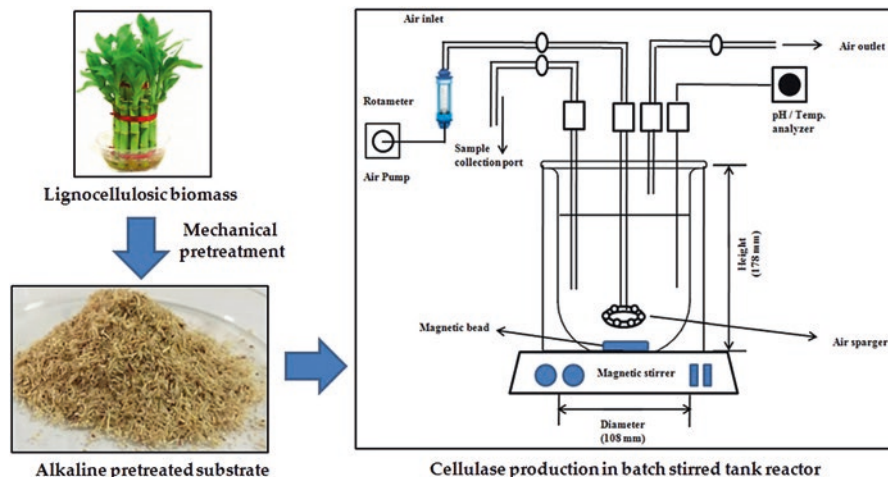 Lignocellulosic biomass
Mechanical
pretreatment
Alkaline pretreated substrate
Air inlet
Rotameter
Air Pump
Sample
collection port
Air outlet
pH / Temp.
analyzer
Height
(178 mm)
Magnetic bead
Air sparger
Magnetic stirrer
Diameter
(108 mm)
Cellulase production in batch stirred tank reactor